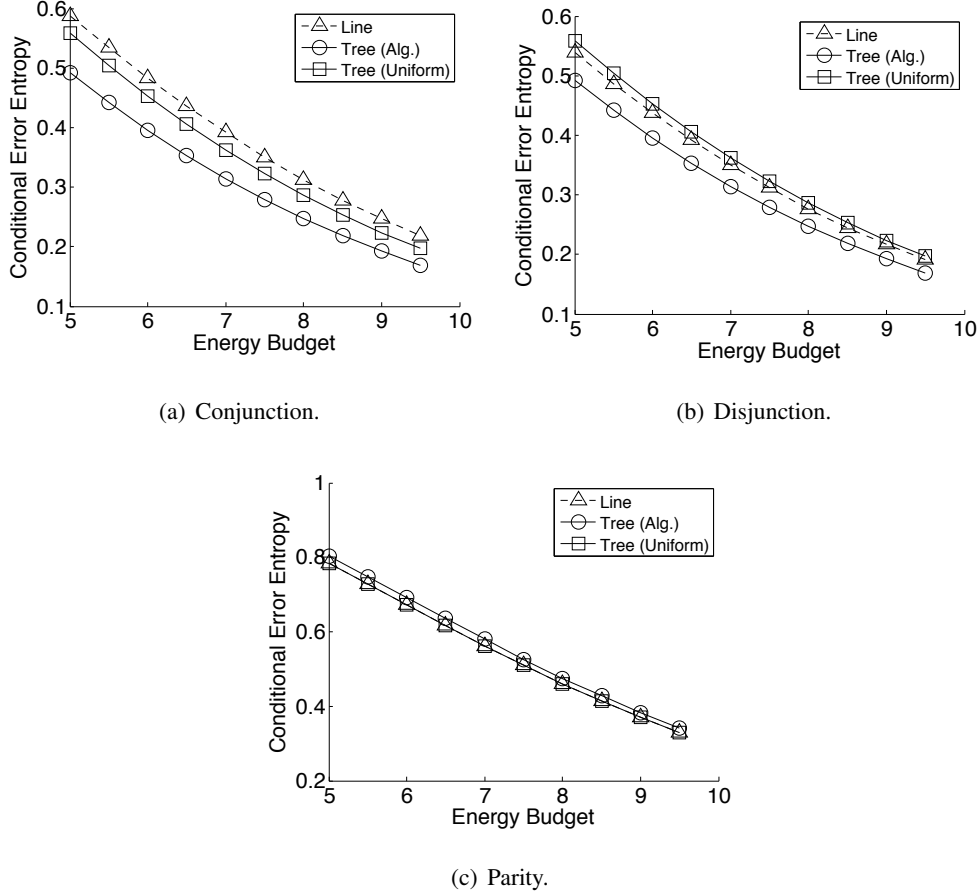 0.6
0.5
0.4
0.3
0.2
0.1
Conditional Error Entropy
5 6 7 8 9 10
Energy Budget
Line
Tree (Alg.)
Tree (Uniform)
(a) Conjunction.
0.6
0.5
0.4
0.3
0.2
0.1
Conditional Error Entropy
5 6 7 8 9 10
Energy Budget
Line
Tree (Alg.)
Tree (Uniform)
(b) Disjunction.
1
0.8
0.6
0.4
0.2
Conditional Error Entropy
5 6 7 8 9 10
Energy Budget
Line
Tree (Alg.)
Tree (Uniform)
(c) Parity.